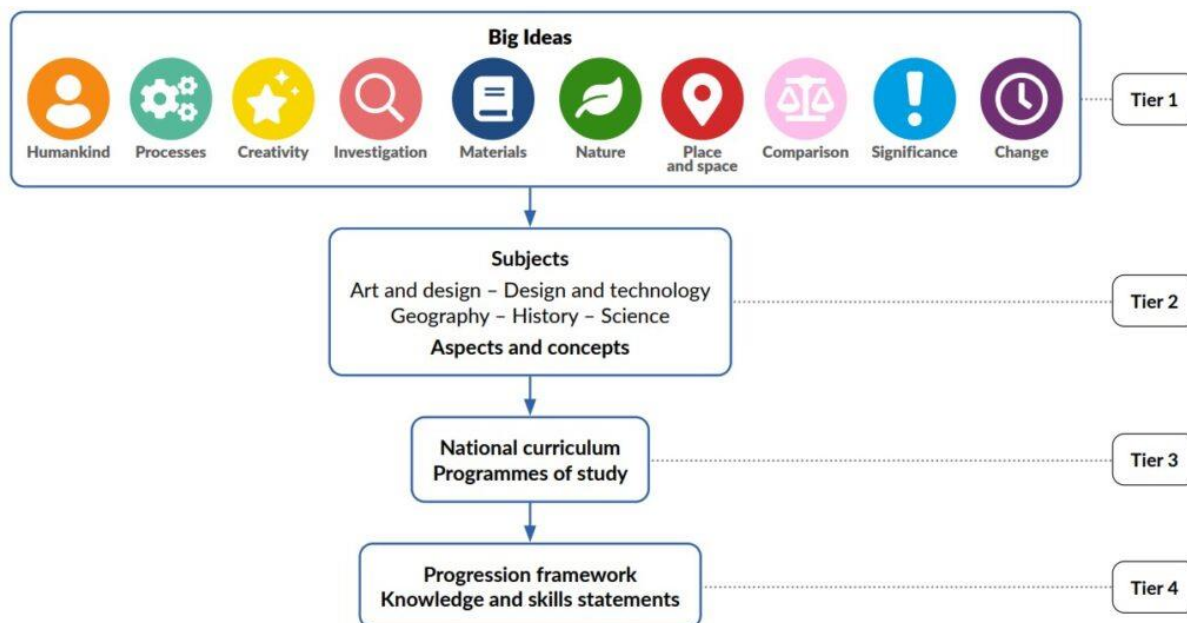 Big Ideas
Humankind
Processes
Creativity
Investigation
Materials
Nature
Place
and space
Comparison
Significance
Change
Tier 1
Subjects
Art and design – Design and technology
Geography – History – Science
Aspects and concepts
Tier 2
National curriculum
Programmes of study
Tier 3
Progression framework
Knowledge and skills statements
Tier 4